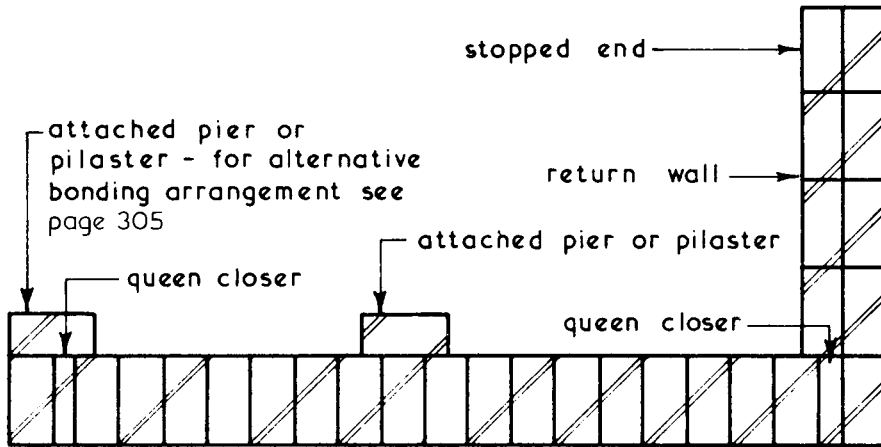 stopped end
attached pier or
pilaster - for alternative
bonding arrangement see
page 305
return wall
attached pier or pilaster
queen closer
queen closer